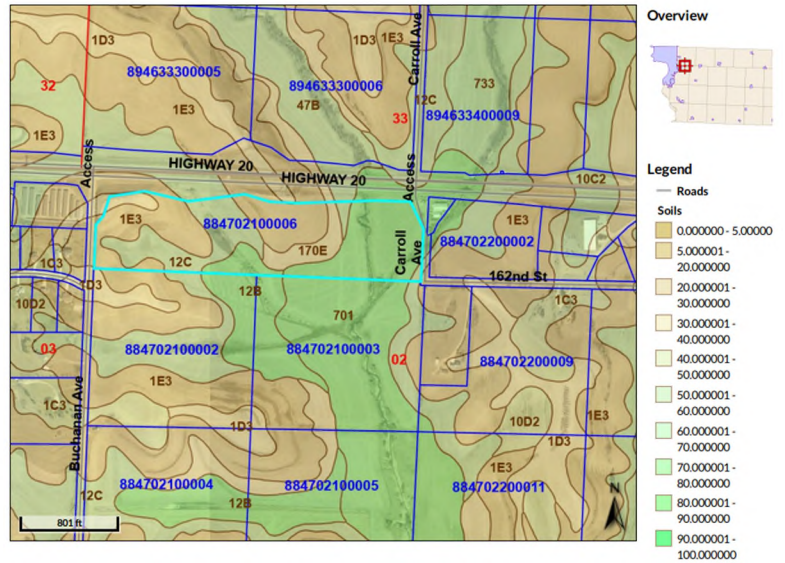 1D3
1D3
1E3
Carroll Ave
Overview
894633300005
32
894633300006
733
12C
1E3
47B
33
894633400009
1E3
Access
HIGHWAY 20
HIGHWAY 20
Access
10C2
Legend
Roads
Soils
1E3
884702100006
1E3
0.000000 - 5.00000
884702200002
5.000001 -
20.000000
170E
Carroll
Ave
12C
1C3
162nd St
20.000001 -
30.000000
D3
12B
1C3
10D2
30.000001 -
40.000000
701
03
884702100002
884702100003
02
884702200009
40.000001 -
50.000000
1E3
50.000001 -
60.000000
1C3
1E3
10D2
60.000001 -
70.000000
1D3
1D3
Buchanan Ave
1E3
70.000001 -
80.000000
884702100004
884702100005
884702200011
N
12C
12B
80.000001 -
90.000000
801 ft
90.000001 -
100.000000